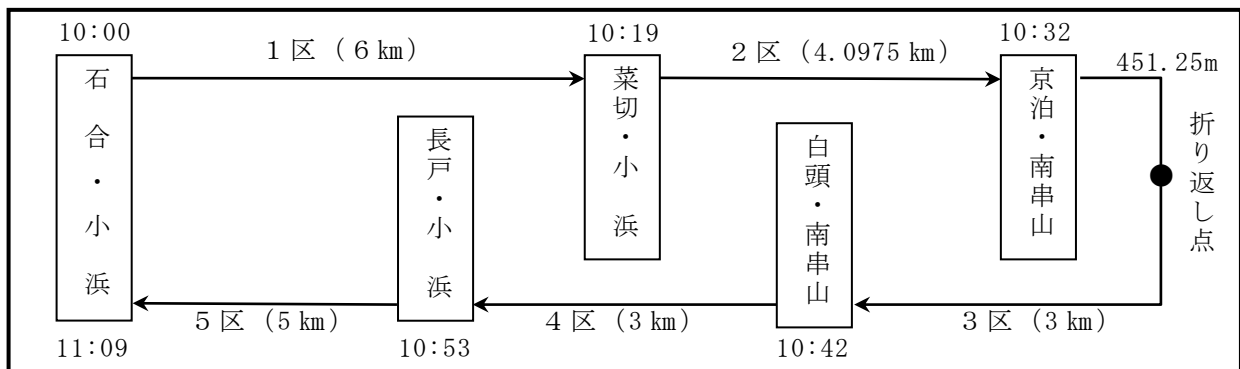 10:00
10:19
10:32
1区(6km)
2区(4.0975km)
451.25m
石合・小浜
菜切・小浜
京泊・南串山
長戸・小浜
白頭・南串山
折り返し点
5区(5km)
4区(3km)
3区(3km)
11:09
10:53
10:42